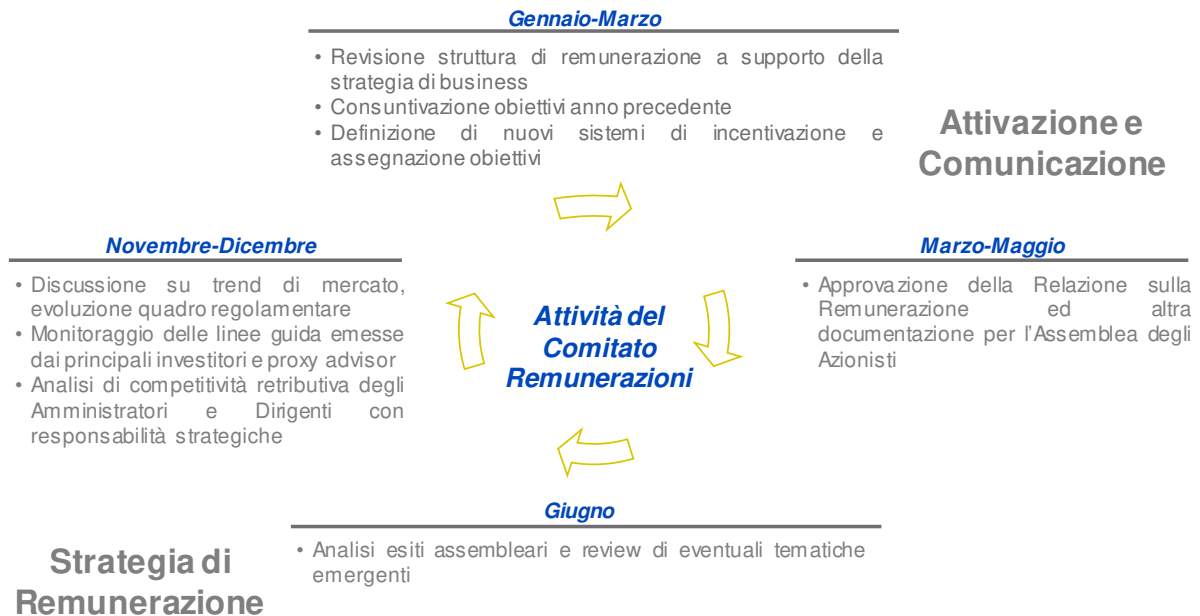 Gennaio-Marzo
• Revisione struttura di remunerazione a supporto della
strategia di business
• Consuntivazione obiettivi anno precedente
• Definizione di nuovi sistemi di incentivazione e
assegnazione obiettivi
Attivazione e
Comunicazione
Novembre-Dicembre
• Discussione su trend di mercato,
evoluzione quadro regolamentare
• Monitoraggio delle linee guida emesse
dai principali investitori e proxy advisor
• Analisi di competitività retributiva degli
Amministratori e Dirigenti con
responsabilità strategiche
Attività del
Comitato
Remunerazioni
Marzo-Maggio
• Approvazione della Relazione sulla
Remunerazione ed altra
documentazione per l'Assemblea degli
Azionisti
Giugno
• Analisi esiti assembleari e review di eventuali tematiche
emergenti
Strategia di
Remunerazione